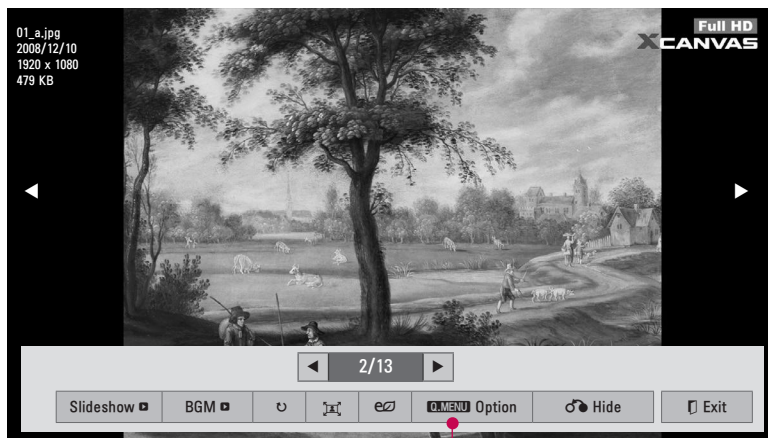 01_a.jpg
2008/12/10
1920 x 1080
479 KB
Full HD
XCANVAS
2/13
Slideshow
BGM
Q.MENU Option
Hide
Exit